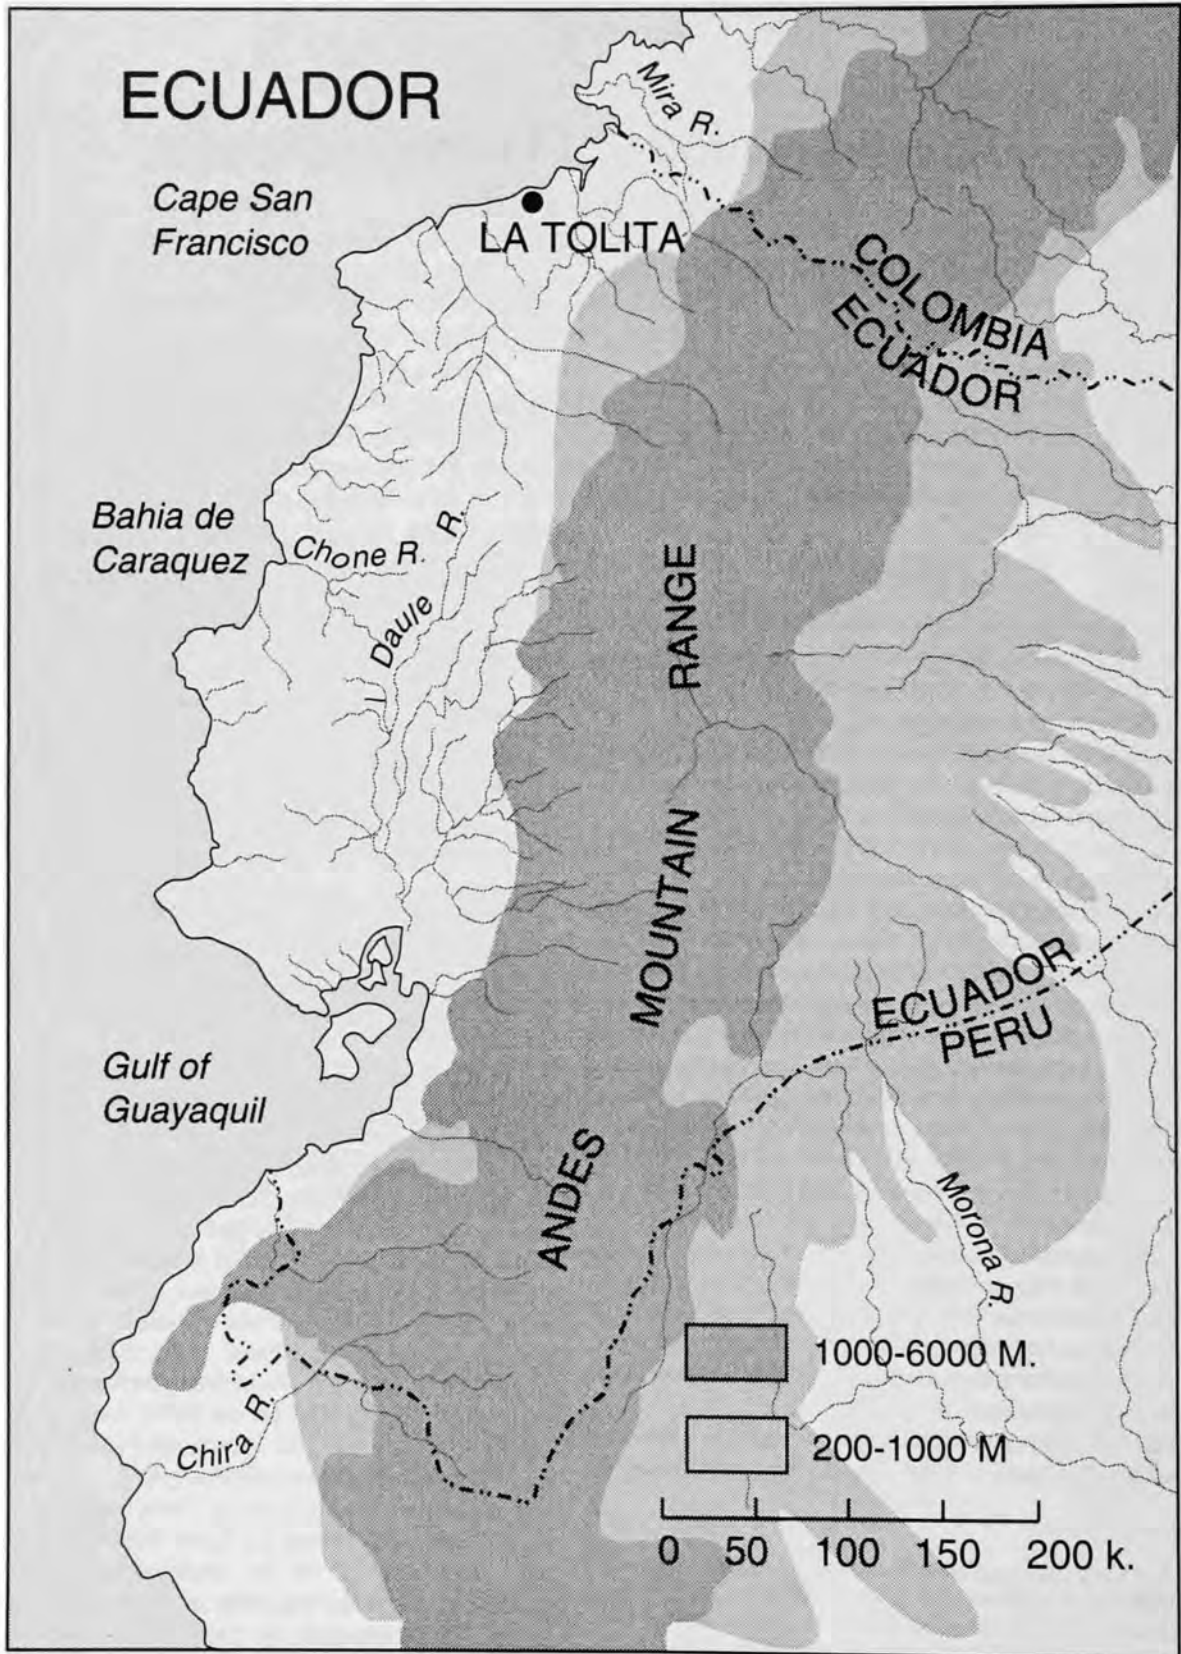 ECUADOR
Mira R.
Cape San
Francisco
LA TOLITA
COLOMBIA
ECUADOR
Bahia de
Caraquez
Chone R.
Daule R.
RANGE
MOUNTAIN
ANDES
ECUADOR
PERU
Gulf of
Guayaquil
Morona R.
Chira R.
1000-6000 M.
200-1000 M
0 50 100 150 200 k.